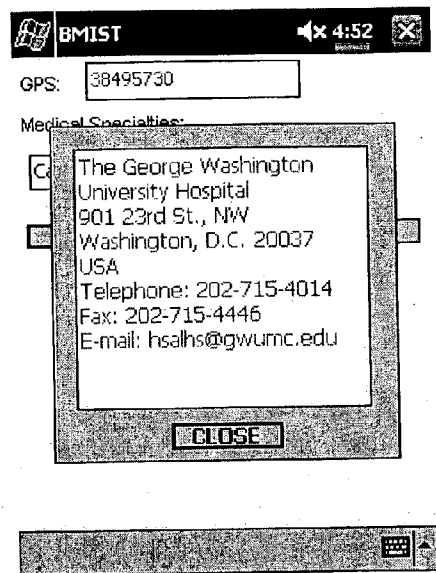 BMIST 4:52
GPS: 38495730
Medical Specialties:
Ca
The George Washington
University Hospital
901 23rd St., NW
Washington, D.C. 20037
USA
Telephone: 202-715-4014
Fax: 202-715-4446
E-mail: hsalhs@gwumc.edu
CLOSE